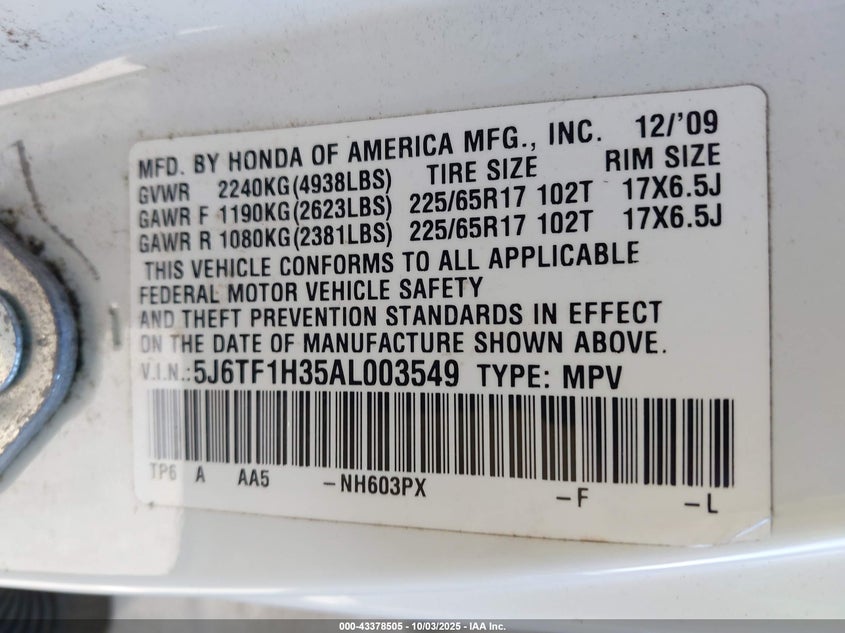 MFD. BY HONDA OF AMERICA MFG., INC. 12/'09
GVWR 2240KG(4938LBS) TIRE SIZE RIM SIZE
GAWR F 1190KG(2623LBS) 225/65R17 102T 17X6.5J
GAWR R 1080KG(2381LBS) 225/65R17 102T 17X6.5J
THIS VEHICLE CONFORMS TO ALL APPLICABLE
FEDERAL MOTOR VEHICLE SAFETY
AND THEFT PREVENTION STANDARDS IN EFFECT
ON THE DATE OF MANUFACTURE SHOWN ABOVE.
V.I.N.:5J6TF1H35AL003549 TYPE: MPV
TP6 A AA5 -NH603PX -F -L
000-43378505 - 10/03/2025 - IAA Inc.